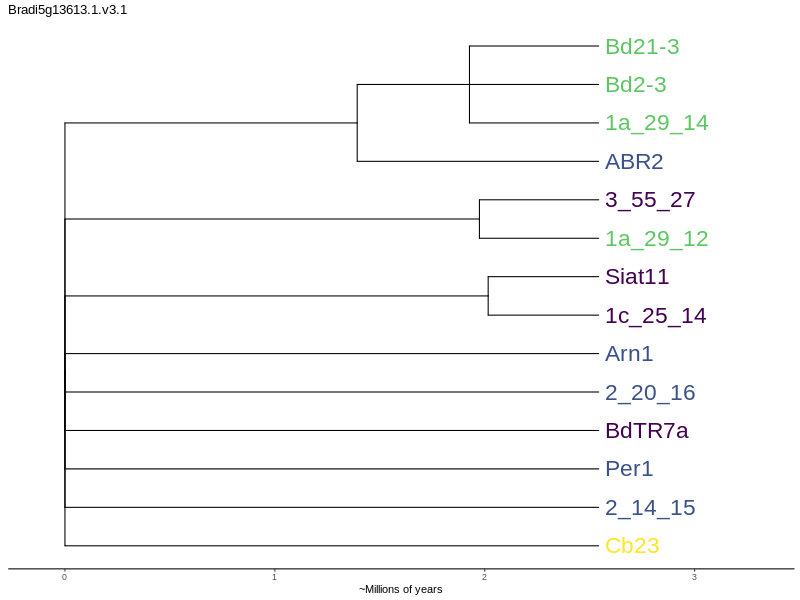 Bradi5g13613.1.v3.1
Bd21-3
Bd2-3
1a_29_14
ABR2
3_55_27
1a_29_12
Siat11
1c_25_14
Arn1
2_20_16
BdTR7a
Per1
2_14_15
Cb23
0 1 2 3
~Millions of years